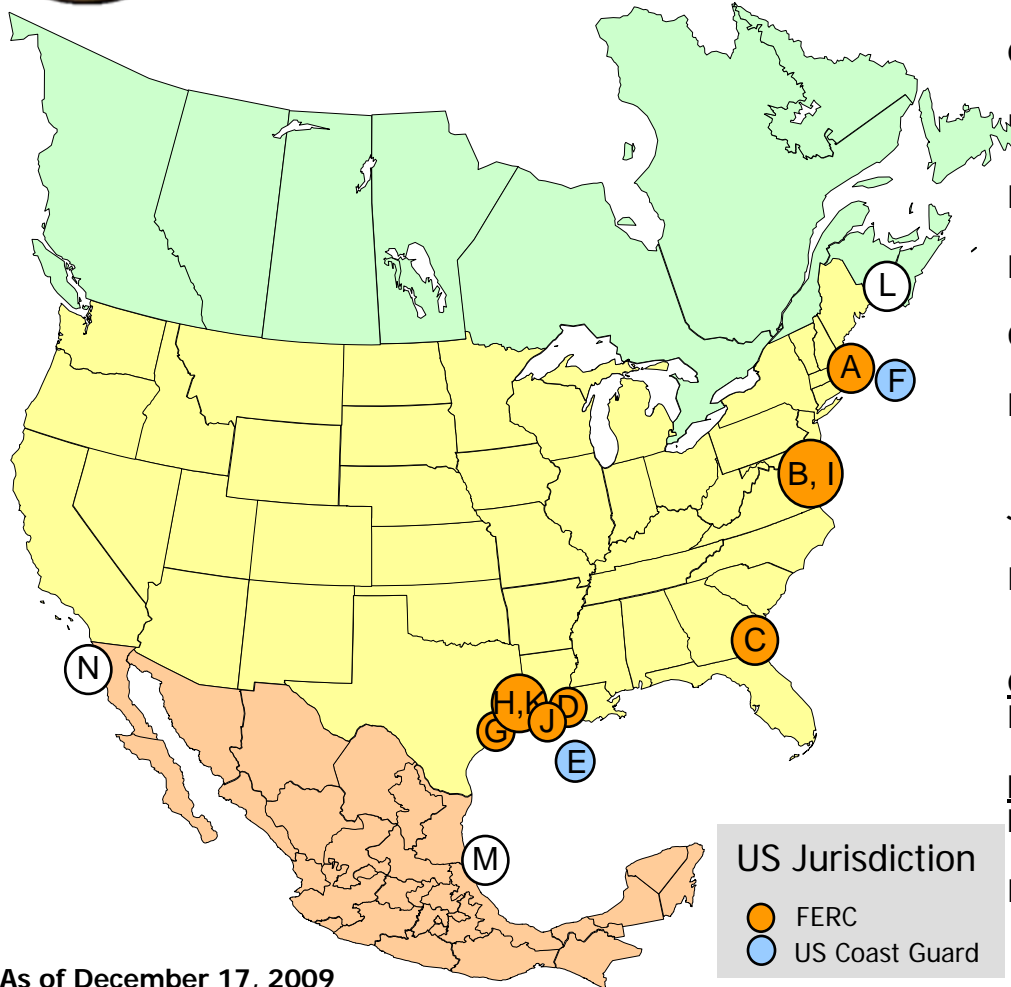 L
A
F
B, I
C
N
H,K
D
J
G
E
M
US Jurisdiction
FERC
US Coast Guard
As of December 17, 2009